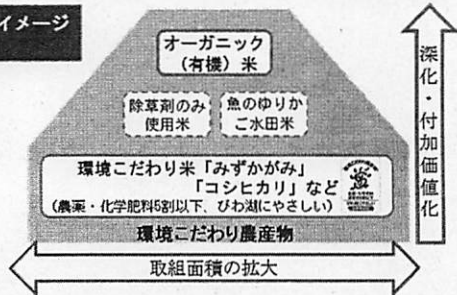 イメージ
オーガニック
(有機)米
除草剤のみ
使用米
魚のゆりか
ご水田米
環境こだわり米「みずかがみ」
「コシヒカリ」など
(農薬・化学肥料5割以下、びわ湖にやさしい)
環境こだわり農産物
取組面積の拡大
深化・付加価値化